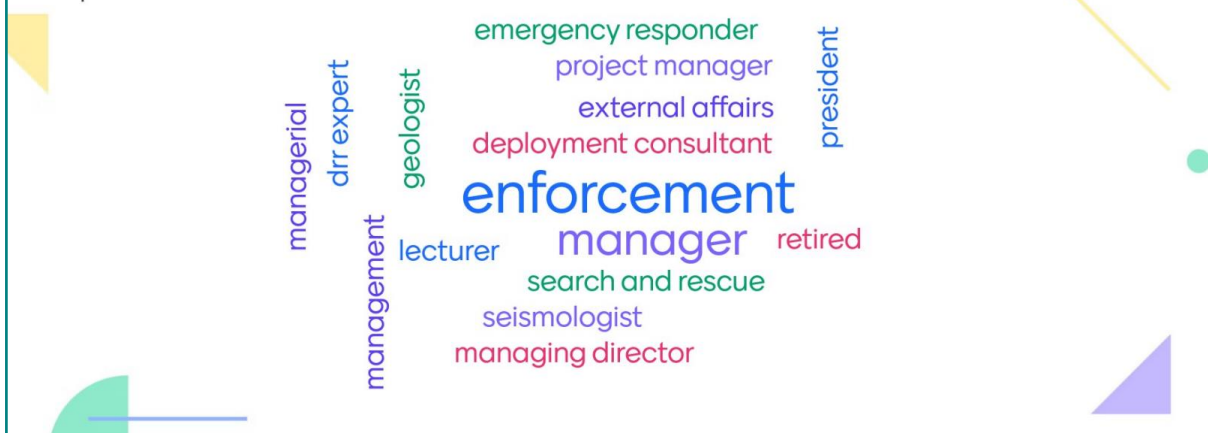 emergency responder
project manager
external affairs
president
managerial
drr expert
geologist
deployment consultant
enforcement
manager
retired
lecturer
management
search and rescue
seismologist
managing director